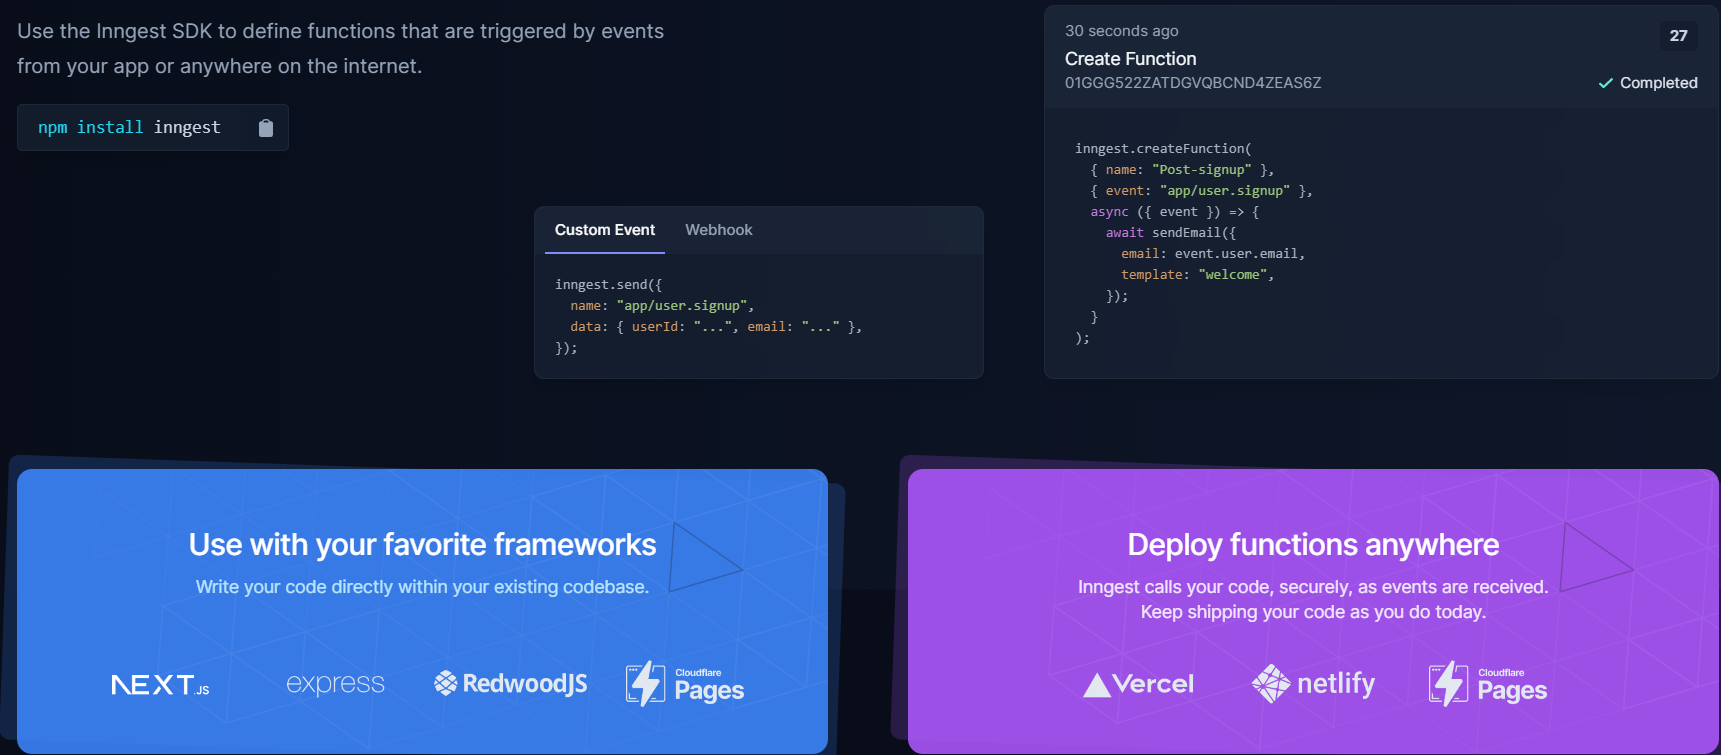 Use the Inngest SDK to define functions that are triggered by events
from your app or anywhere on the internet.
npm install inngest
Custom Event Webhook
inngest.send({
  name: "app/user.signup",
  data: { userId: "...", email: "..." },
});
30 seconds ago
27
Create Function
01GGG522ZATDGVQBCND4ZEAS6Z
Completed
inngest.createFunction(
  { name: "Post-signup" },
  { event: "app/user.signup" },
  async ({ event }) => {
    await sendEmail({
      email: event.user.email,
      template: "welcome",
    });
  }
);
Use with your favorite frameworks
Write your code directly within your existing codebase.
NEXT.JS express RedwoodJS Cloudflare Pages
Deploy functions anywhere
Inngest calls your code, securely, as events are received.
Keep shipping your code as you do today.
Vercel netlify Cloudflare Pages